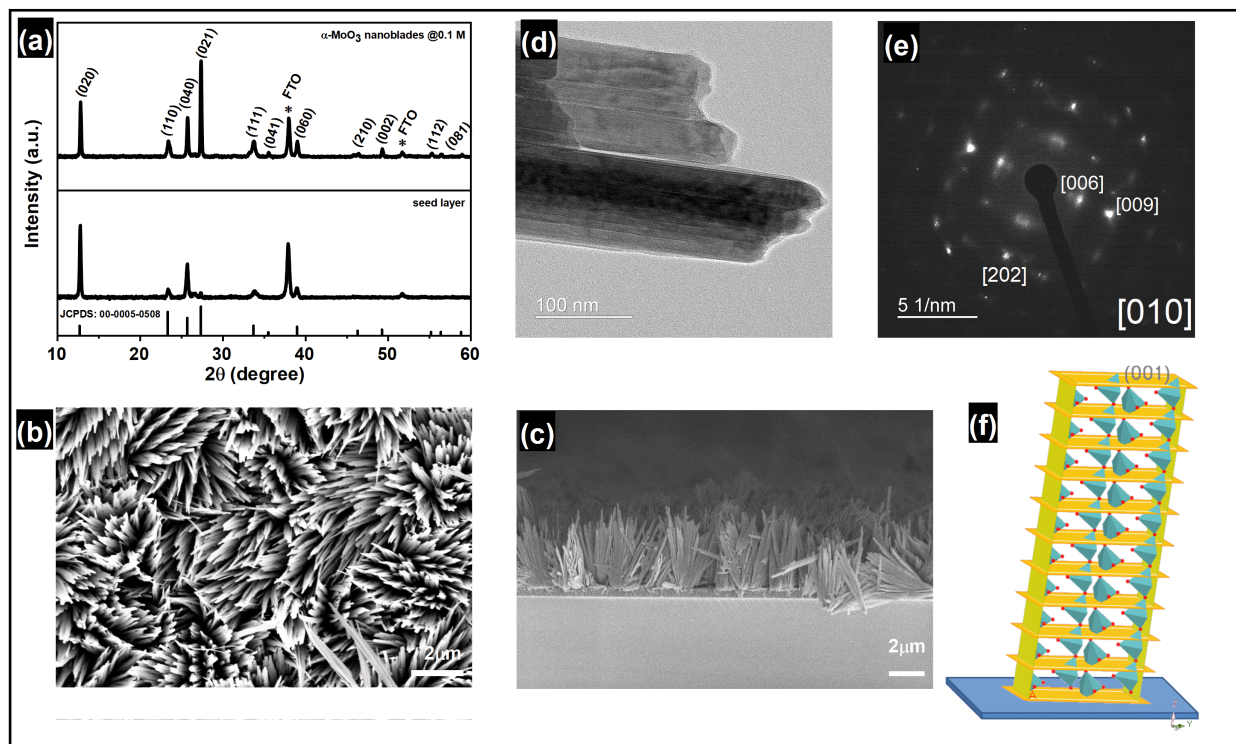 (a)
α-MoO3 nanoblades @0.1 M
(020)
(110)
(040)
(021)
(111)
(041)
* FTO
(060)
(210)
(002)
* FTO
(112)
(081)
seed layer
JCPDS: 00-0005-0508
Intensity (a.u.)
10 20 30 40 50 60
2θ (degree)
(d)
100 nm
(e)
[006]
[009]
[202]
5 1/nm
[010]
(b)
2μm
(c)
2μm
(f)
(001)
A
Z
Y